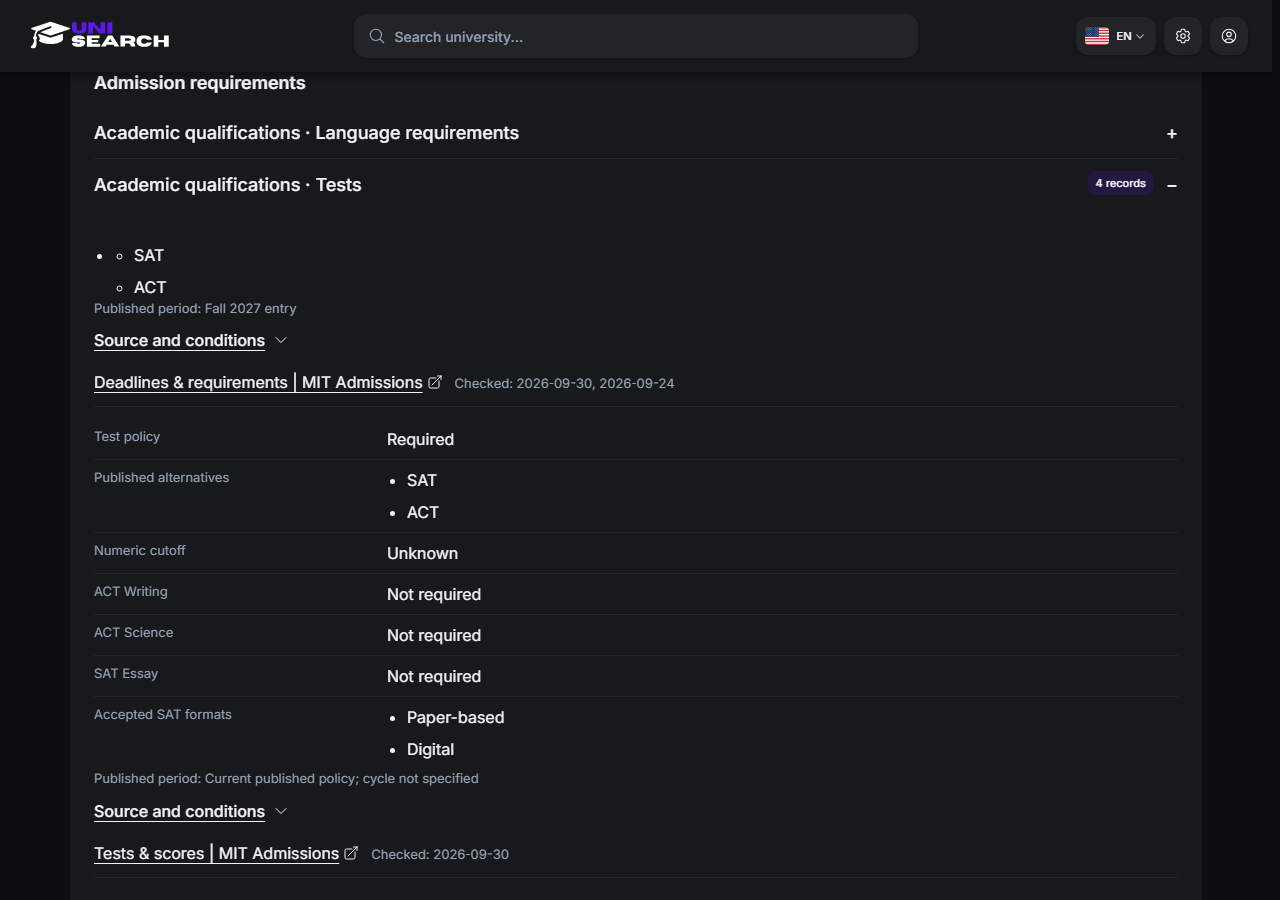 UNI
SEARCH
Search university...
EN
Admission requirements
Academic qualifications · Language requirements
+
Academic qualifications · Tests
4 records
−
SAT
ACT
Published period: Fall 2027 entry
Source and conditions
Deadlines & requirements | MIT Admissions
Checked: 2026-09-30, 2026-09-24
Test policy
Required
Published alternatives
SAT
ACT
Numeric cutoff
Unknown
ACT Writing
Not required
ACT Science
Not required
SAT Essay
Not required
Accepted SAT formats
Paper-based
Digital
Published period: Current published policy; cycle not specified
Source and conditions
Tests & scores | MIT Admissions
Checked: 2026-09-30